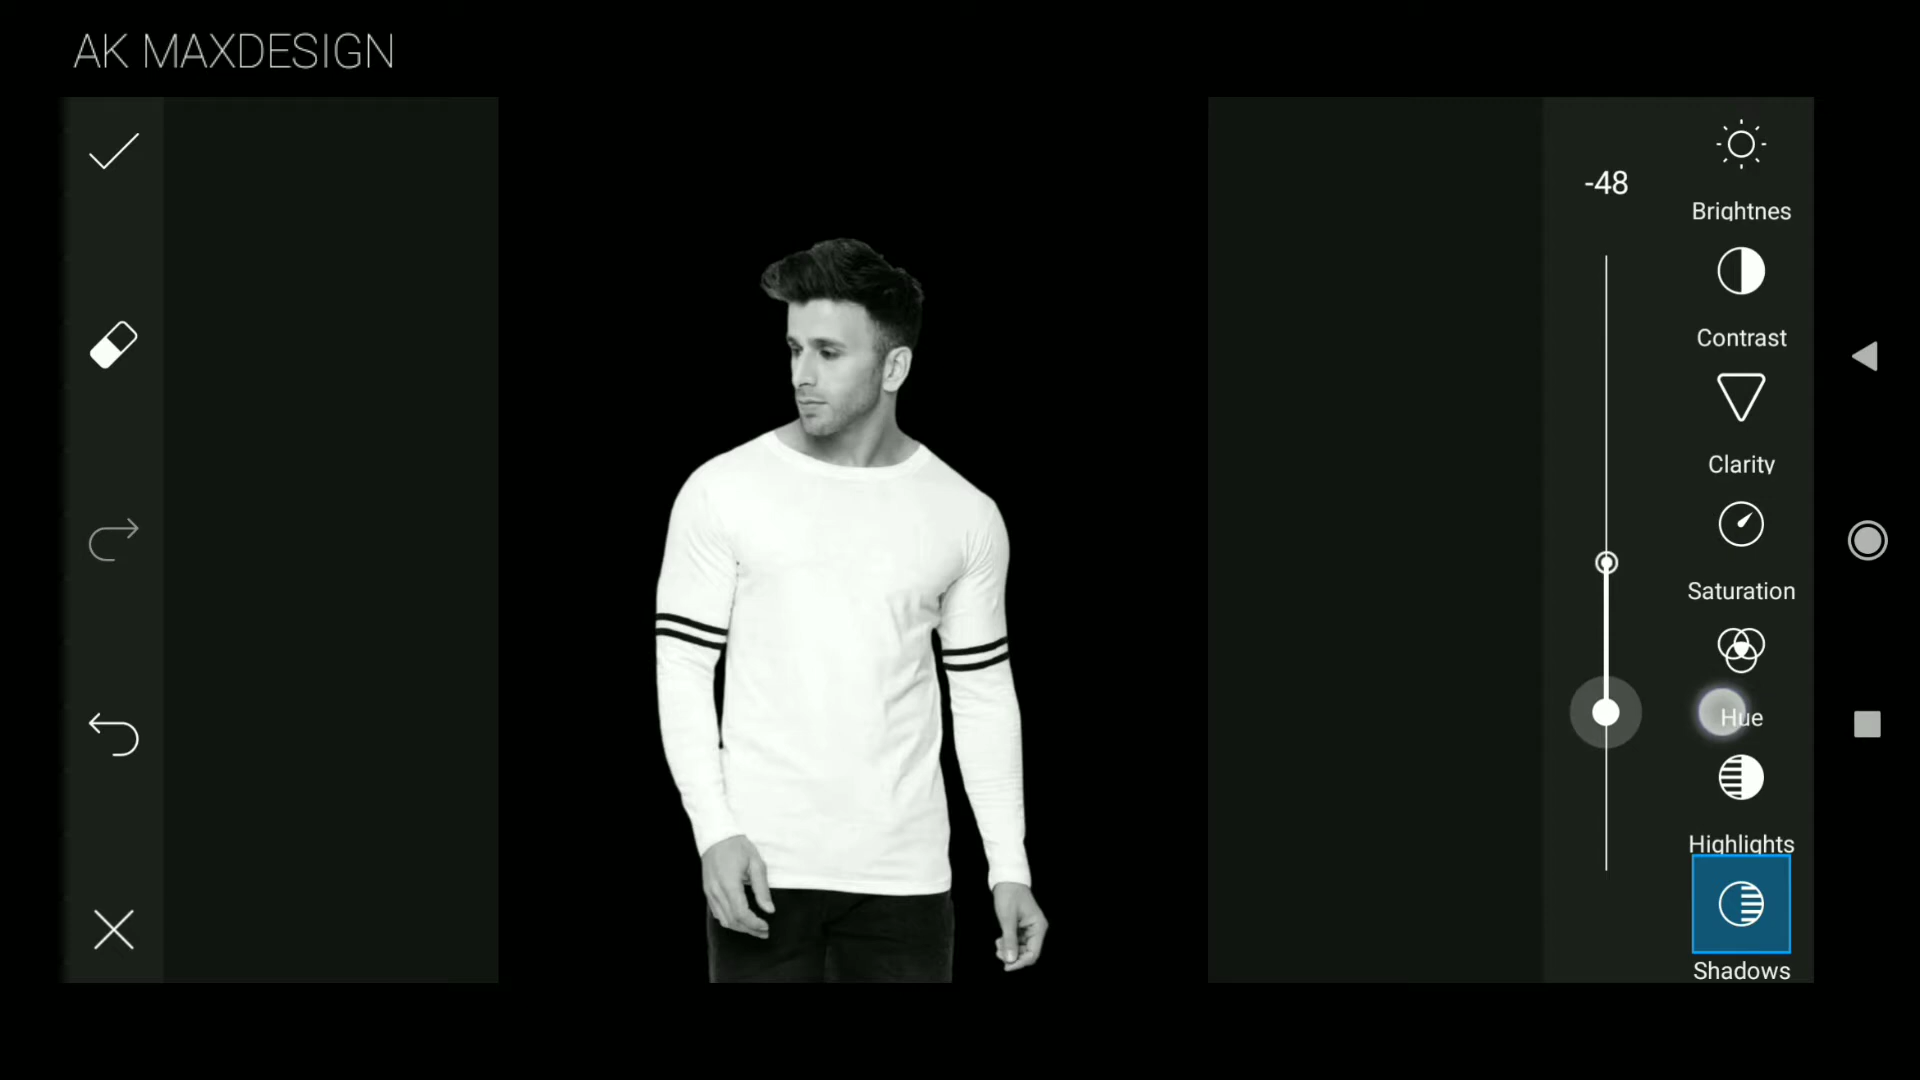 AK MAXDESIGN
-48
Brightnes
Contrast
Clarity
Saturation
Hue
Highlights
Shadows